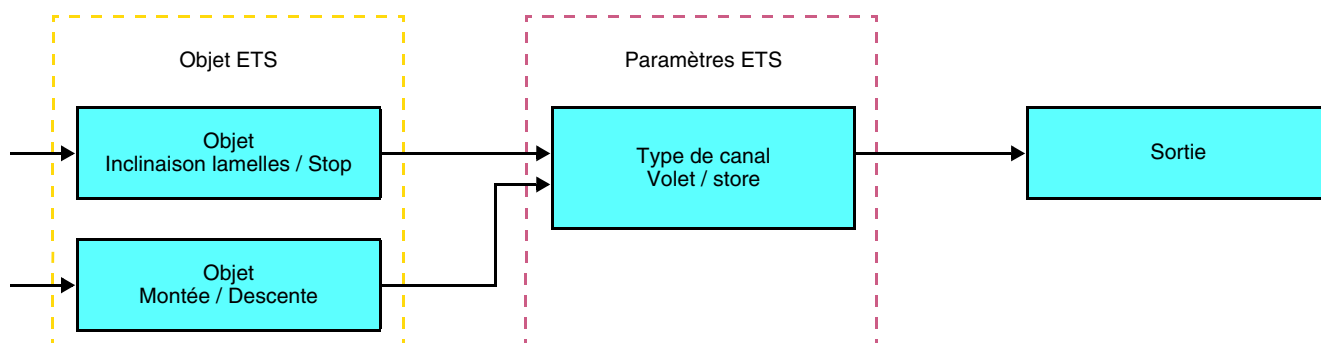 Objet ETS
Paramètres ETS
Objet
Inclinaison lamelles / Stop
Type de canal
Volet / store
Sortie
Objet
Montée / Descente